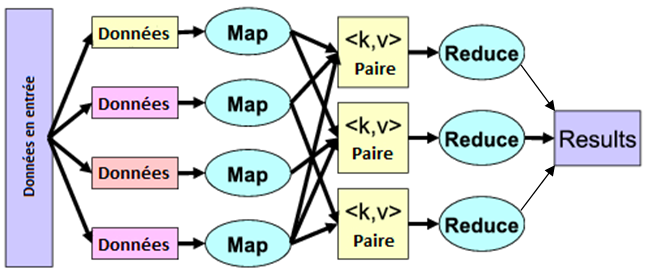 Données en entrée
Données
Map
Données
Map
Données
Map
Données
Map
<k,v>
Paire
<k,v>
Paire
<k,v>
Paire
Reduce
Reduce
Reduce
Results